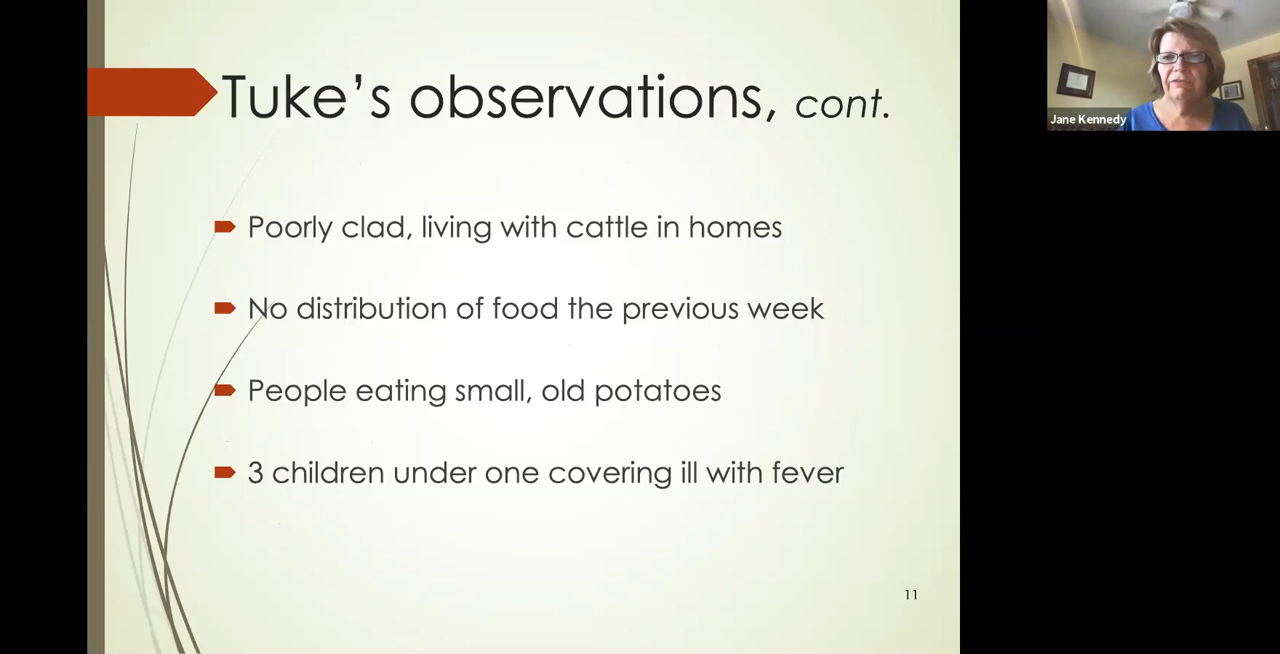 Tuke’s observations, cont.
Poorly clad, living with cattle in homes
No distribution of food the previous week
People eating small, old potatoes
3 children under one covering ill with fever
11
Jane Kennedy